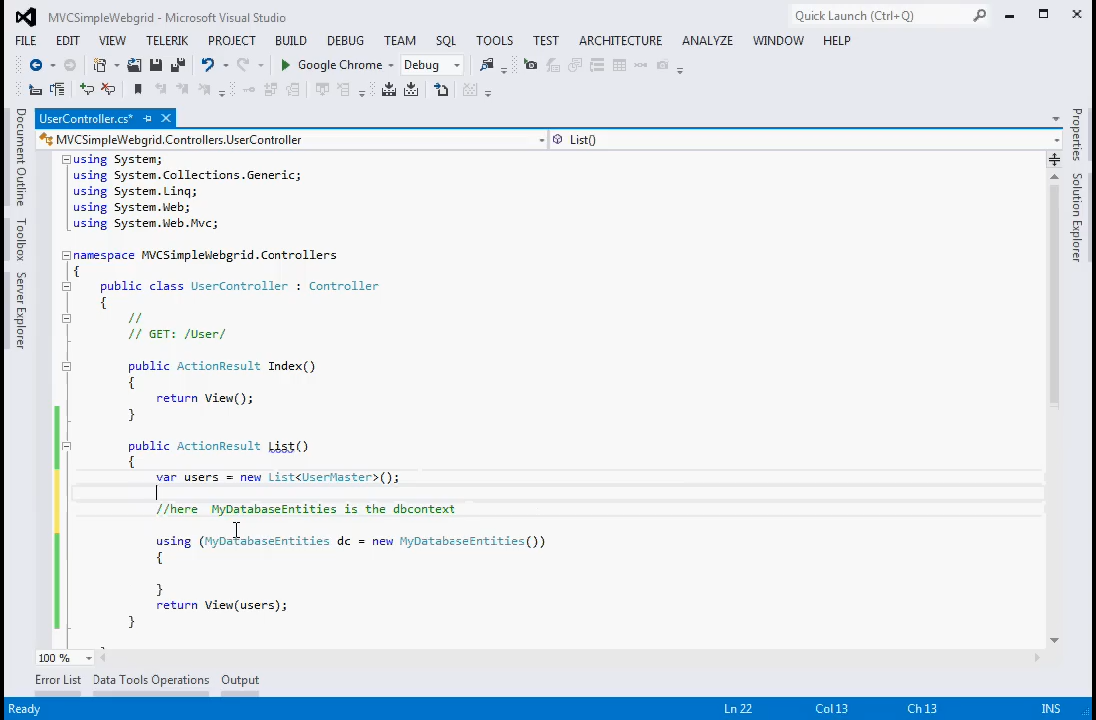 MVCSimpleWebgrid - Microsoft Visual Studio
Quick Launch (Ctrl+Q)
FILE EDIT VIEW TELERIK PROJECT BUILD DEBUG TEAM SQL TOOLS TEST ARCHITECTURE ANALYZE WINDOW HELP
Google Chrome Debug
Document Outline
Toolbox
Server Explorer
UserController.cs*
MVCSimpleWebgrid.Controllers.UserController
List()
using System;
using System.Collections.Generic;
using System.Linq;
using System.Web;
using System.Web.Mvc;
namespace MVCSimpleWebgrid.Controllers
{
public class UserController : Controller
{
//
// GET: /User/
public ActionResult Index()
{
return View();
}
public ActionResult List()
{
var users = new List<UserMaster>();
//here  MyDatabaseEntities is the dbcontext
using (MyDatabaseEntities dc = new MyDatabaseEntities())
{
}
return View(users);
}
Properties
Solution Explorer
100 %
Error List Data Tools Operations Output
Ready Ln 22 Col 13 Ch 13 INS